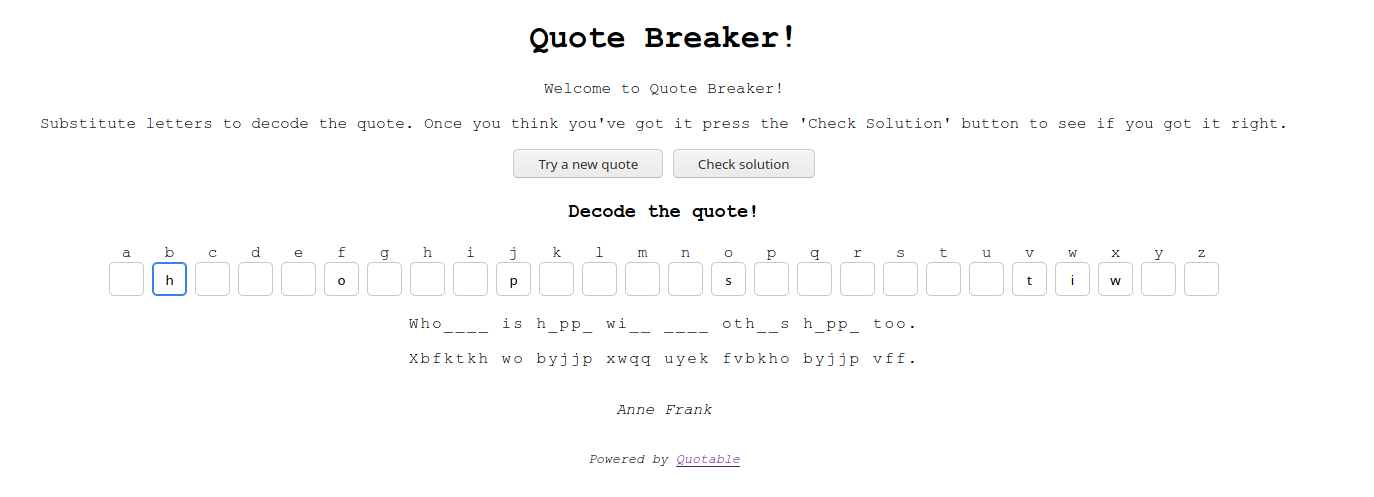 Quote Breaker!
Welcome to Quote Breaker!
Substitute letters to decode the quote. Once you think you've got it press the 'Check Solution' button to see if you got it right.
Try a new quote Check solution
Decode the quote!
a b c d e f g h i j k l m n o p q r s t u v w x y z
h o p s t i w
Who____ is h_pp_ wi__ ____ oth__s h_pp_ too.
Xbfktkh wo byjjp xwqq uyek fvbkho byjjp vff.
Anne Frank
Powered by Quotable